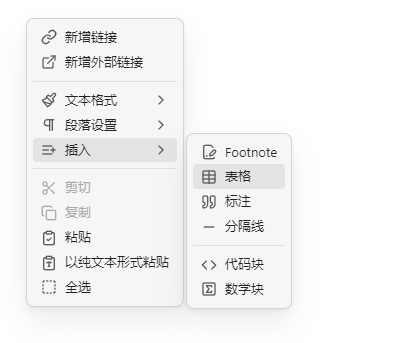 新增链接
新增外部链接
文本格式
段落设置
插入
剪切
复制
粘贴
以纯文本形式粘贴
全选
Footnote
表格
标注
分隔线
代码块
数学块